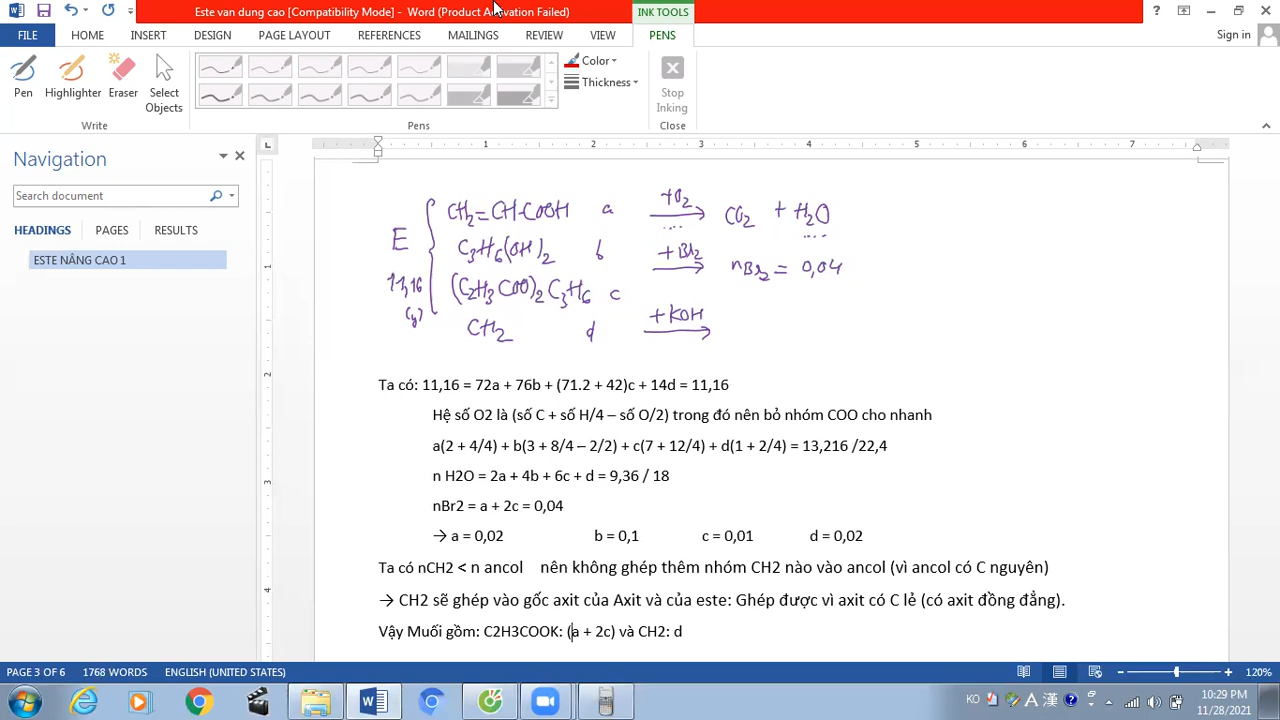 Este van dung cao [Compatibility Mode] - Word (Product Activation Failed)
INK TOOLS
Sign in
FILE HOME INSERT DESIGN PAGE LAYOUT REFERENCES MAILINGS REVIEW VIEW PENS
Pen Highlighter Eraser Select Objects
Color
Thickness
Stop Inking
Write Pens Close
Navigation
Search document
HEADINGS PAGES RESULTS
ESTE NÂNG CAO 1
1 2 3 4 5 6 7
E
11,16
(g)
CH2=CH-COOH a +O2 → CO2 + H2O
C3H6(OH)2 b +Br2 → nBr2 = 0,04
(C2H3COO)2C3H6 c
CH2 d +KOH →
Ta có: 11,16 = 72a + 76b + (71.2 + 42)c + 14d = 11,16
Hệ số O2 là (số C + số H/4 – số O/2) trong đó nên bỏ nhóm COO cho nhanh
a(2 + 4/4) + b(3 + 8/4 – 2/2) + c(7 + 12/4) + d(1 + 2/4) = 13,216 /22,4
n H2O = 2a + 4b + 6c + d = 9,36 / 18
nBr2 = a + 2c = 0,04
→ a = 0,02 b = 0,1 c = 0,01 d = 0,02
Ta có nCH2 < n ancol nên không ghép thêm nhóm CH2 nào vào ancol (vì ancol có C nguyên)
→ CH2 sẽ ghép vào gốc axit của Axit và của este: Ghép được vì axit có C lẻ (có axit đồng đẳng).
Vậy Muối gồm: C2H3COOK: (a + 2c) và CH2: d
PAGE 3 OF 6 1768 WORDS ENGLISH (UNITED STATES) 120%
KO A 漢 10:29 PM
11/28/2021